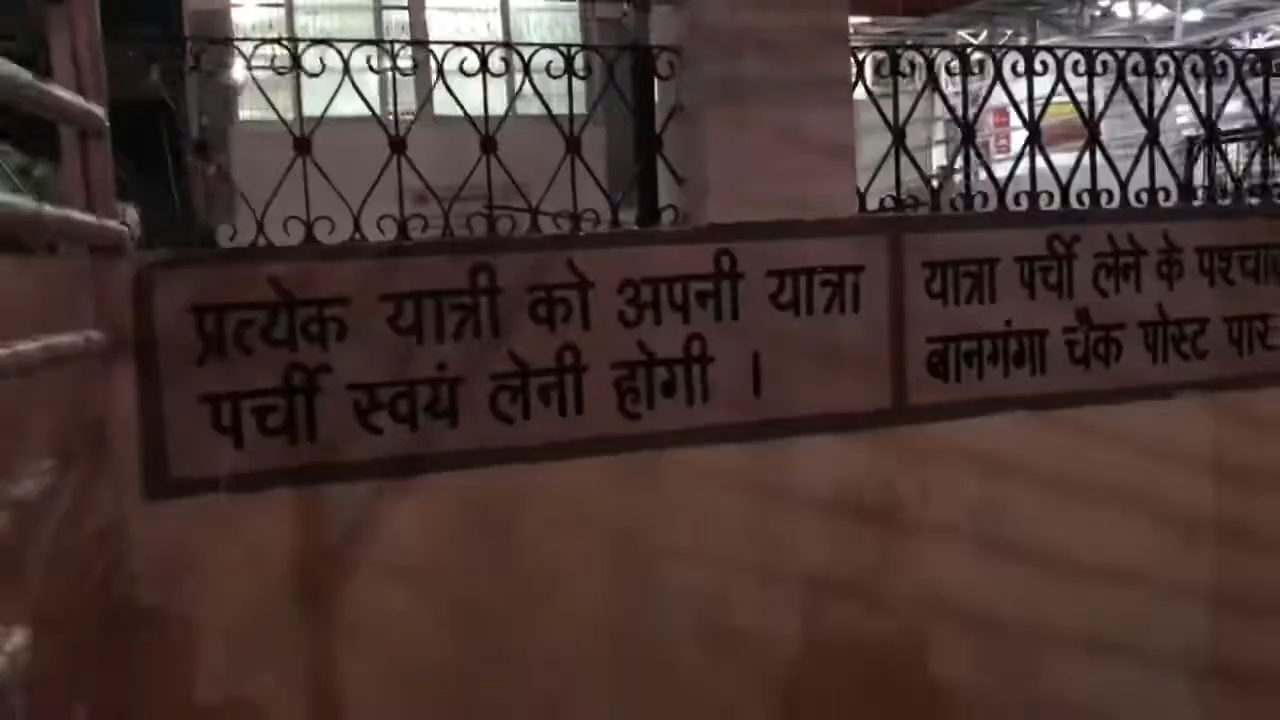 प्रत्येक यात्री को अपनी यात्रा
पर्ची स्वयं लेनी होगी ।
यात्रा पर्ची लेने के
बानगंगा चैक पोस्ट